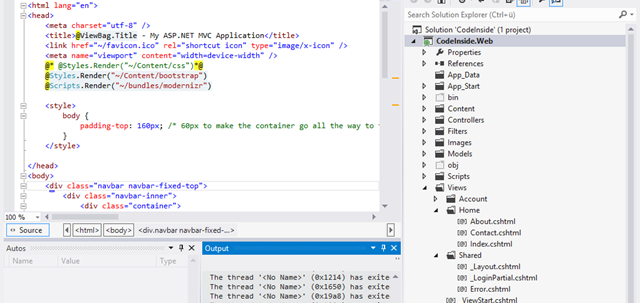 <html lang="en">
<head>
<meta charset="utf-8" />
<title>@ViewBag.Title - My ASP.NET MVC Application</title>
<link href="~/favicon.ico" rel="shortcut icon" type="image/x-icon" />
<meta name="viewport" content="width=device-width" />
@* @Styles.Render("~/Content/css")*@
@Styles.Render("~/Content/bootstrap")
@Scripts.Render("~/bundles/modernizr")
<style>
body {
padding-top: 160px; /* 60px to make the container go all the way to
}
</style>
</head>
<body>
<div class="navbar navbar-fixed-top">
<div class="navbar-inner">
<div class="container">
100 %
Source <html> <body> <div.navbar navbar-fixed-...>
Autos
Name Value Type
Output
The thread '<No Name>' (0x1214) has exite
The thread '<No Name>' (0x1650) has exite
The thread '<No Name>' (0x19a8) has exite
Search Solution Explorer (Ctrl+ü)
Solution 'CodeInside' (1 project)
CodeInside.Web
Properties
References
App_Data
App_Start
bin
Content
Controllers
Filters
Images
Models
obj
Scripts
Views
Account
Home
About.cshtml
Contact.cshtml
Index.cshtml
Shared
_Layout.cshtml
_LoginPartial.cshtml
Error.cshtml
ViewStart.cshtml